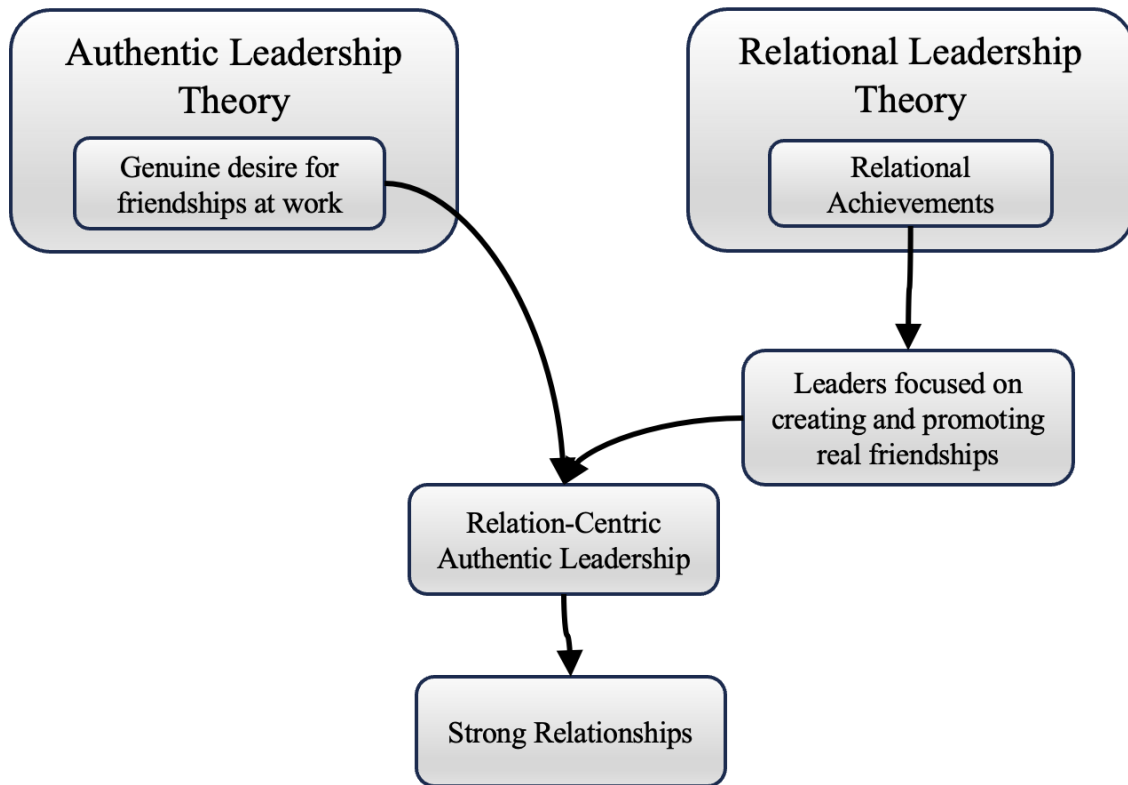 Authentic Leadership
Theory
Genuine desire for
friendships at work
Relational Leadership
Theory
Relational
Achievements
Leaders focused on
creating and promoting
real friendships
Relation-Centric
Authentic Leadership
Strong Relationships